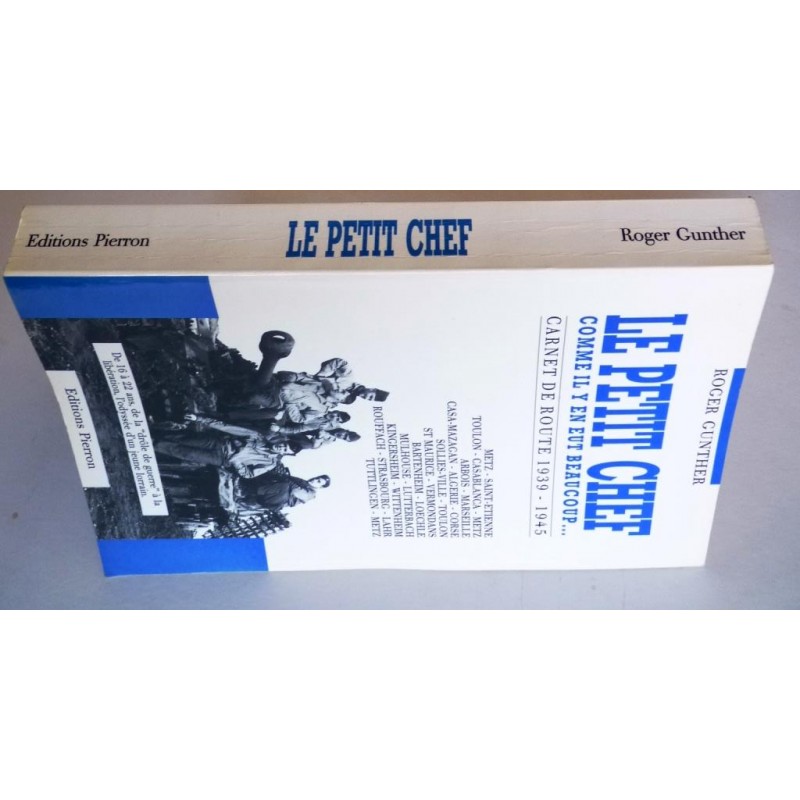 Editions Pierron
LE PETIT CHEF
Roger Gunther
ROGER GUNTHER
LE PETIT CHEF
COMME IL Y EN EUT BEAUCOUP...
CARNET DE ROUTE 1939 - 1945
METZ - SAINT-ETIENNE
TOULON - CASABLANCA - METZ
ARBOIS - MARSEILLE
CASA-MAZAGAN - ALGERIE - CORSE
SOLLIES-VILLE - TOULON
ST MAURICE - VERMONDANS
BARTENHEIM - LOECHLE
MULHOUSE - LUTTERBACH
KINGERSHEIM - WITTENHEIM
ROUFFACH - STRASBOURG - LAHR
TUTTLINGEN - METZ
De 16 à 22 ans, de la "drôle de guerre" à la
libération, l'odyssée d'un jeune lorrain.
Editions Pierron